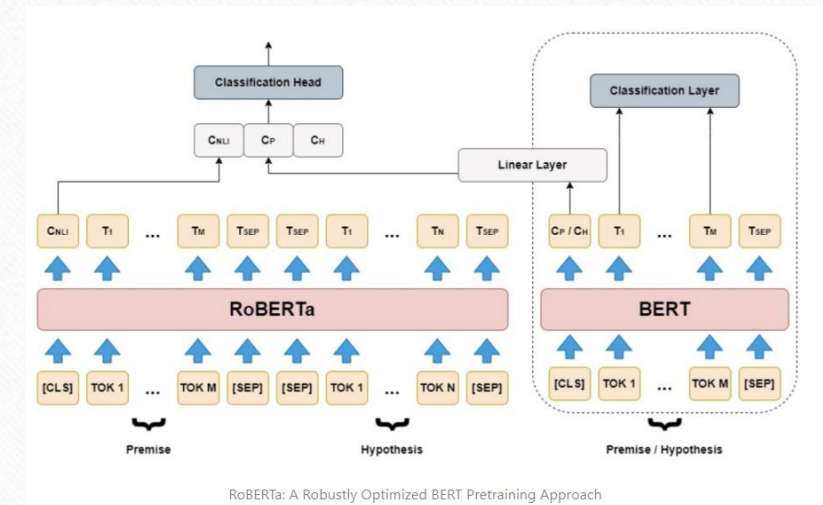 Classification Head
Classification Layer
CNLI CP CH
Linear Layer
CNLI T1 ... TM TSEP TSEP T1 ... TN TSEP CP / CH T1 ... TM TSEP
RoBERTa BERT
[CLS] TOK 1 ... TOK M [SEP] [SEP] TOK 1 ... TOK N [SEP] [CLS] TOK 1 ... TOK M [SEP]
Premise Hypothesis Premise / Hypothesis
RoBERTa: A Robustly Optimized BERT Pretraining Approach